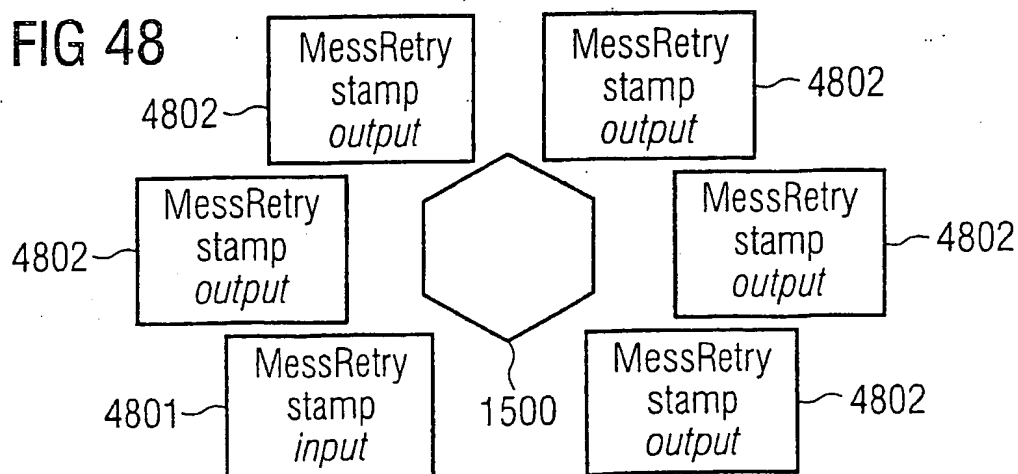 FIG 48
MessRetry
stamp
output
4802
MessRetry
stamp
output
4802
MessRetry
stamp
output
4802
MessRetry
stamp
output
4802
MessRetry
stamp
input
4801
1500
MessRetry
stamp
output
4802